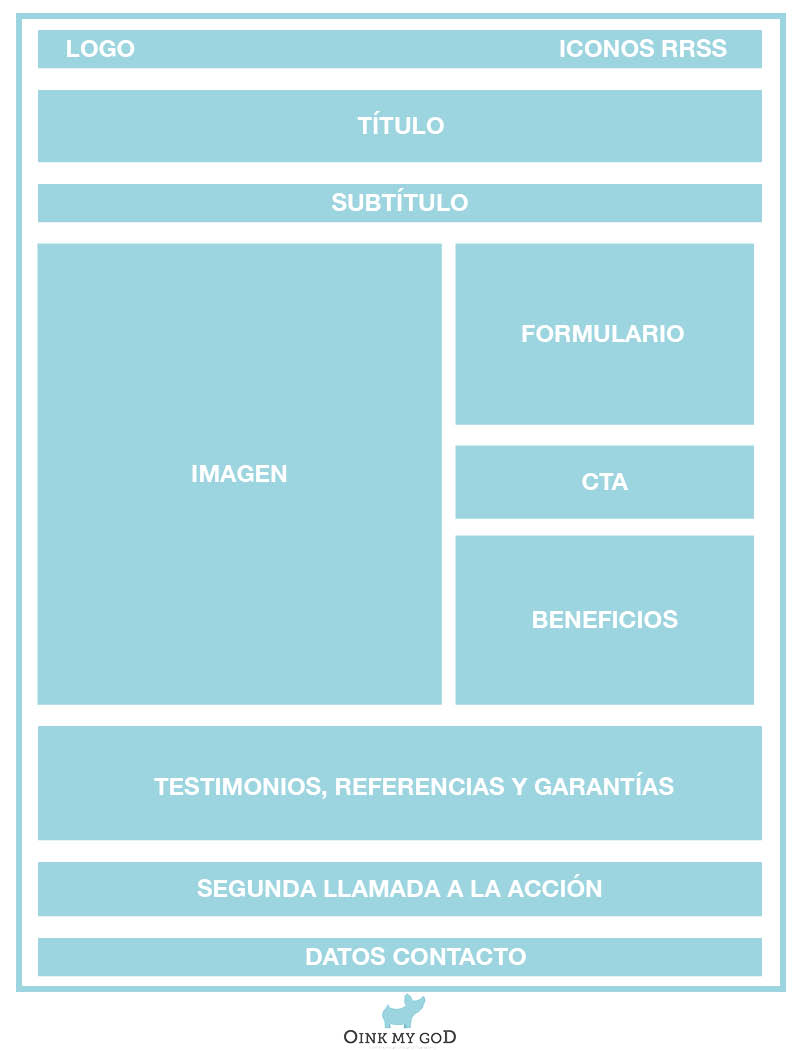 LOGO
ICONOS RRSS
TÍTULO
SUBTÍTULO
IMAGEN
FORMULARIO
CTA
BENEFICIOS
TESTIMONIOS, REFERENCIAS Y GARANTÍAS
SEGUNDA LLAMADA A LA ACCIÓN
DATOS CONTACTO
OINK MY GOD